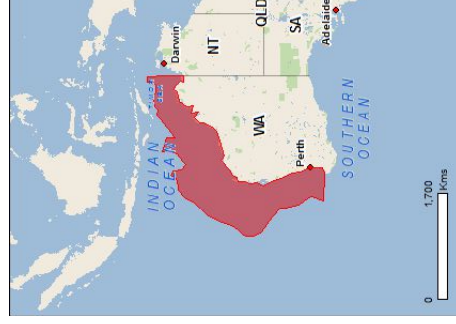 Darwin
NT
QLD
SA
Adelaide
WA
Perth
INDIAN
OCEAN
SOUTHERN
OCEAN
0
1,700
Kms